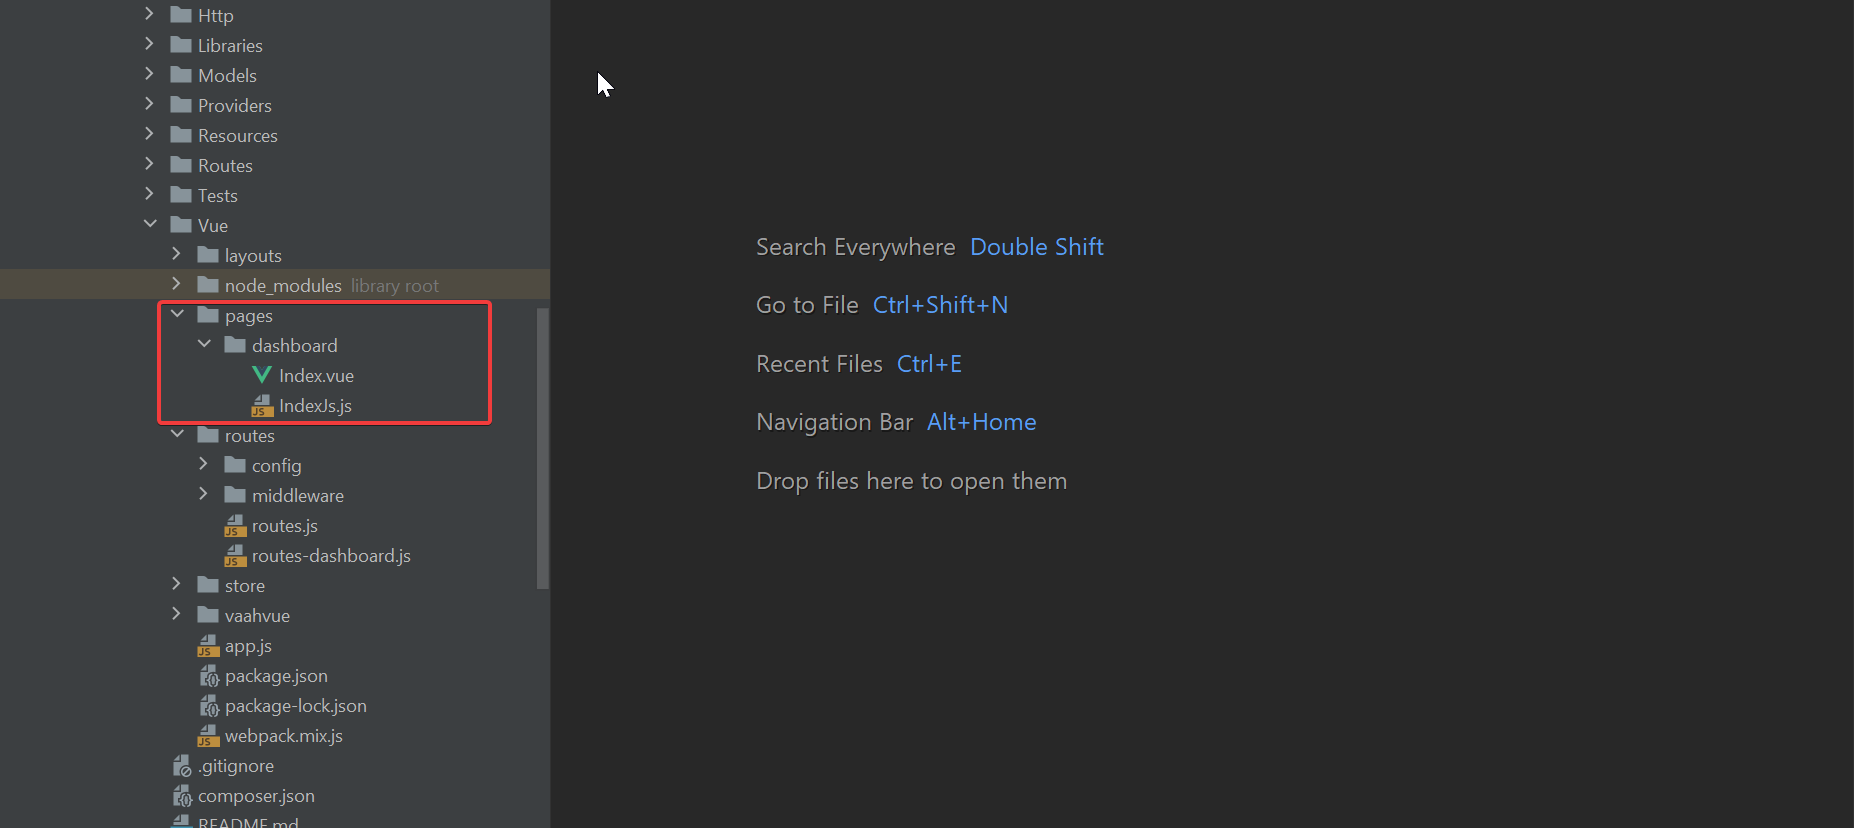 Http
Libraries
Models
Providers
Resources
Routes
Tests
Vue
layouts
node_modules library root
pages
dashboard
Index.vue
IndexJs.js
routes
config
middleware
routes.js
routes-dashboard.js
store
vaahvue
app.js
package.json
package-lock.json
webpack.mix.js
.gitignore
composer.json
README.md
Search Everywhere Double Shift
Go to File Ctrl+Shift+N
Recent Files Ctrl+E
Navigation Bar Alt+Home
Drop files here to open them